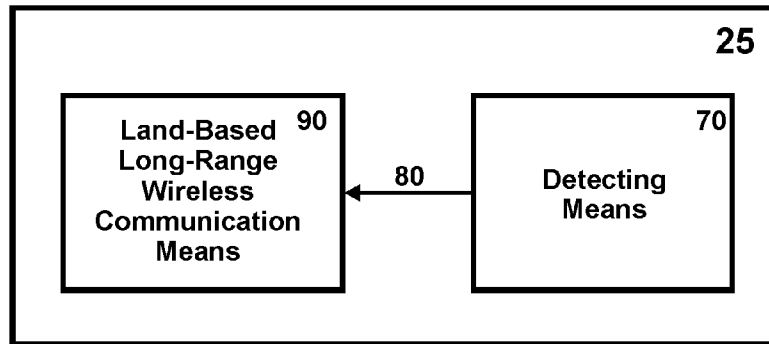 25
Land-Based 90
Long-Range
Wireless
Communication
Means
80
70
Detecting
Means